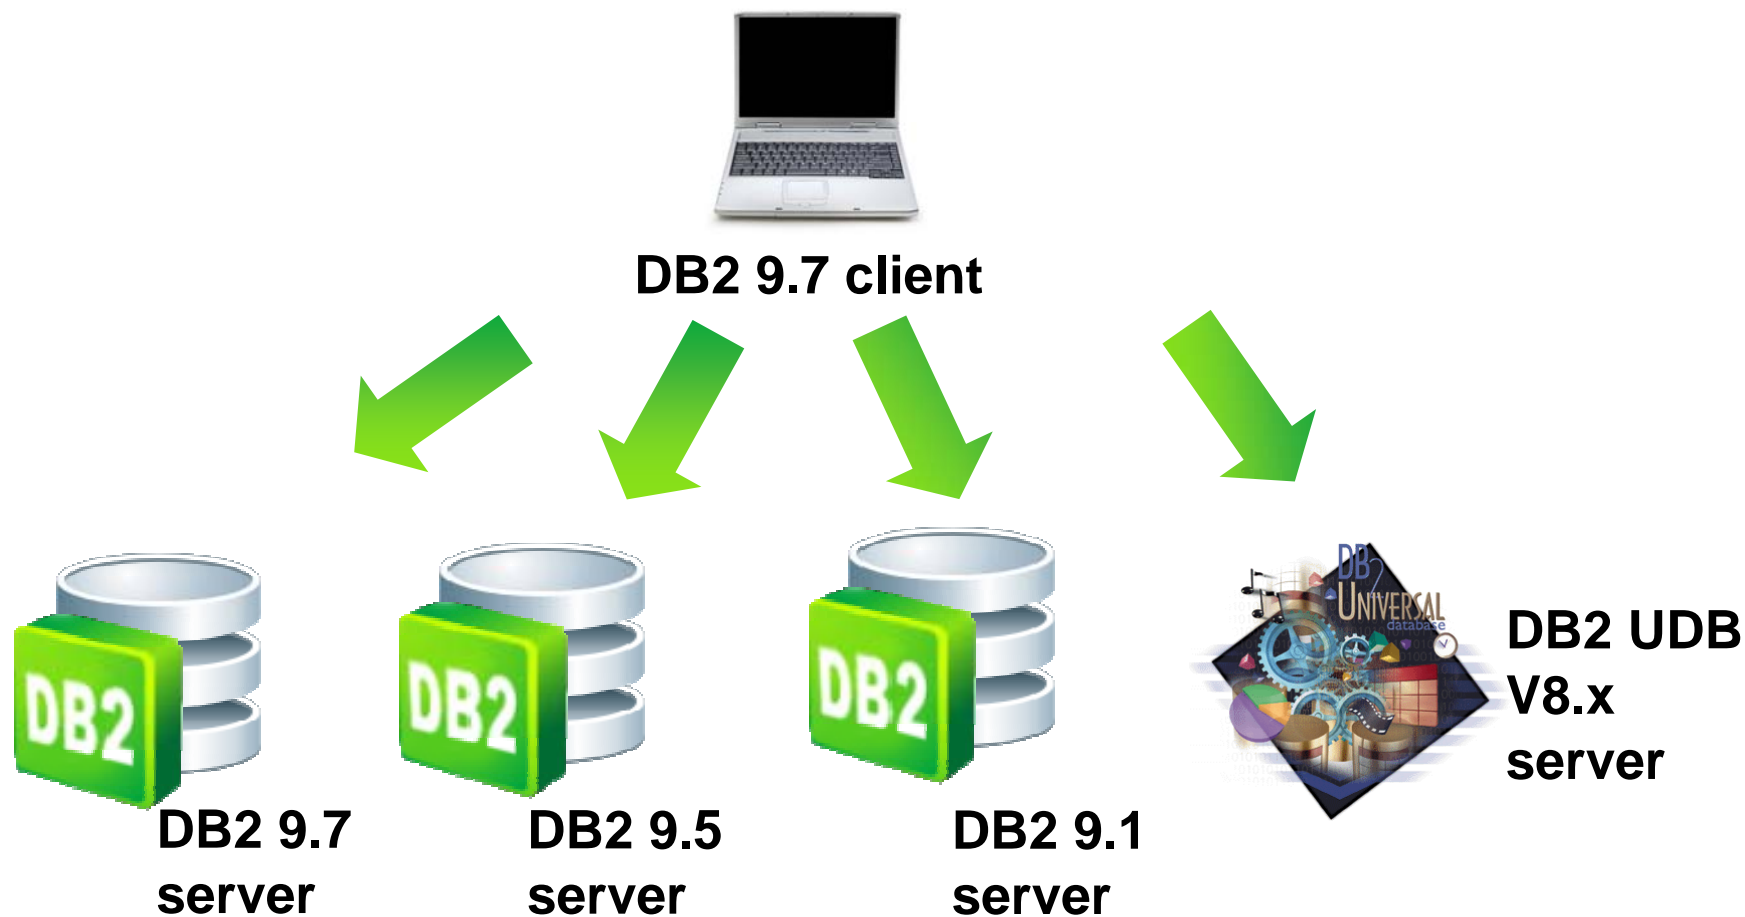 DB2 9.7 client
DB2
UNIVERSAL
database
DB2
DB2
DB2
DB2 UDB
V8.x
server
DB2 9.7
server
DB2 9.5
server
DB2 9.1
server